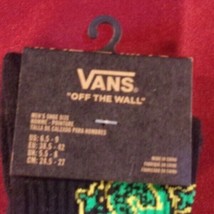 VANS
"OFF THE WALL"
MEN'S SHOE SIZE
HOMME - POINTURE
TALLA DE CALZADO PARA HOMBRES
US: 6.5 - 9
EU: 38.5 - 42
UK: 5.5 - 8
CM: 24.5 - 27
MADE IN CHINA